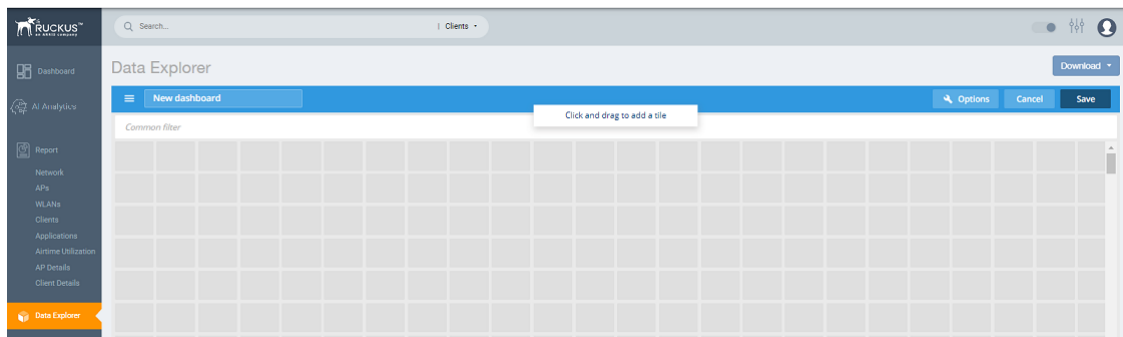 RUCKUS™
an ARRIS company
Search...
Clients
Dashboard
Data Explorer
Download
New dashboard
Options
Cancel
Save
AI Analytics
Click and drag to add a tile
Common filter
Report
Network
APs
WLANs
Clients
Applications
Airtime Utilization
AP Details
Client Details
Data Explorer